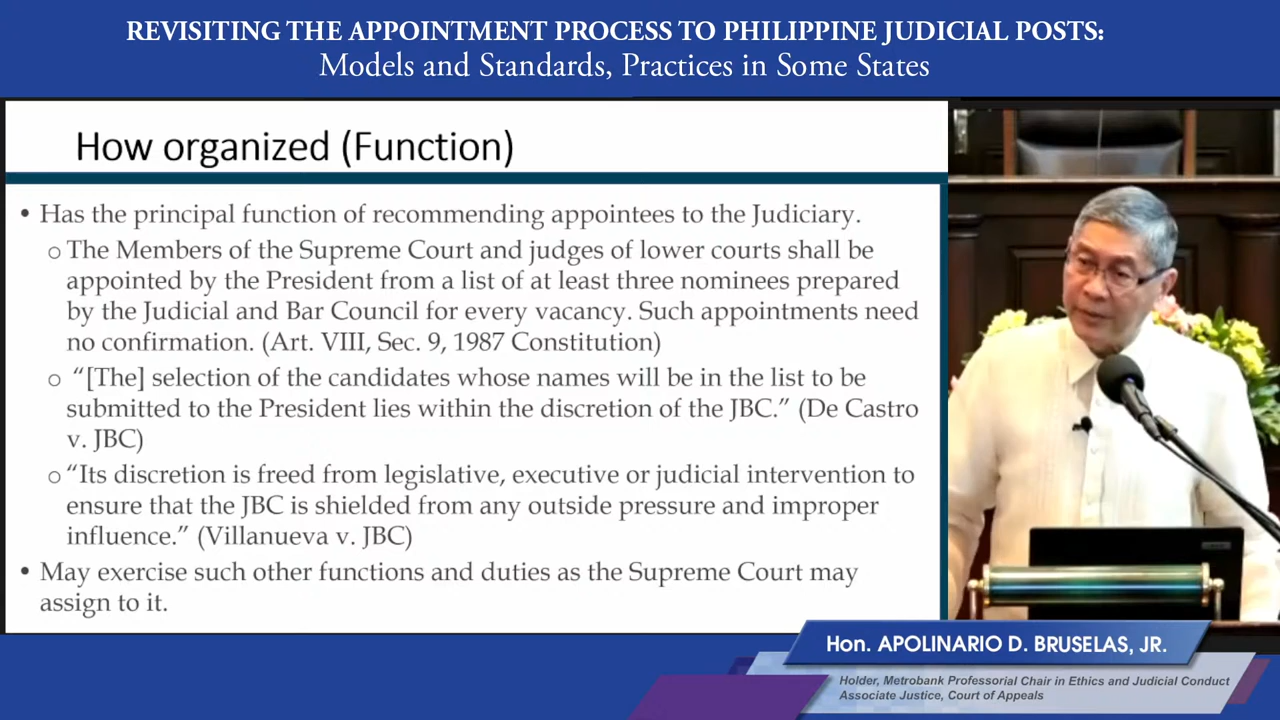 REVISITING THE APPOINTMENT PROCESS TO PHILIPPINE JUDICIAL POSTS:
Models and Standards, Practices in Some States
How organized (Function)
• Has the principal function of recommending appointees to the Judiciary.
o The Members of the Supreme Court and judges of lower courts shall be
appointed by the President from a list of at least three nominees prepared
by the Judicial and Bar Council for every vacancy. Such appointments need
no confirmation. (Art. VIII, Sec. 9, 1987 Constitution)
o “[The] selection of the candidates whose names will be in the list to be
submitted to the President lies within the discretion of the JBC.” (De Castro
v. JBC)
o “Its discretion is freed from legislative, executive or judicial intervention to
ensure that the JBC is shielded from any outside pressure and improper
influence.” (Villanueva v. JBC)
• May exercise such other functions and duties as the Supreme Court may
assign to it.
Hon. APOLINARIO D. BRUSELAS, JR.
Holder, Metrobank Professorial Chair in Ethics and Judicial Conduct
Associate Justice, Court of Appeals